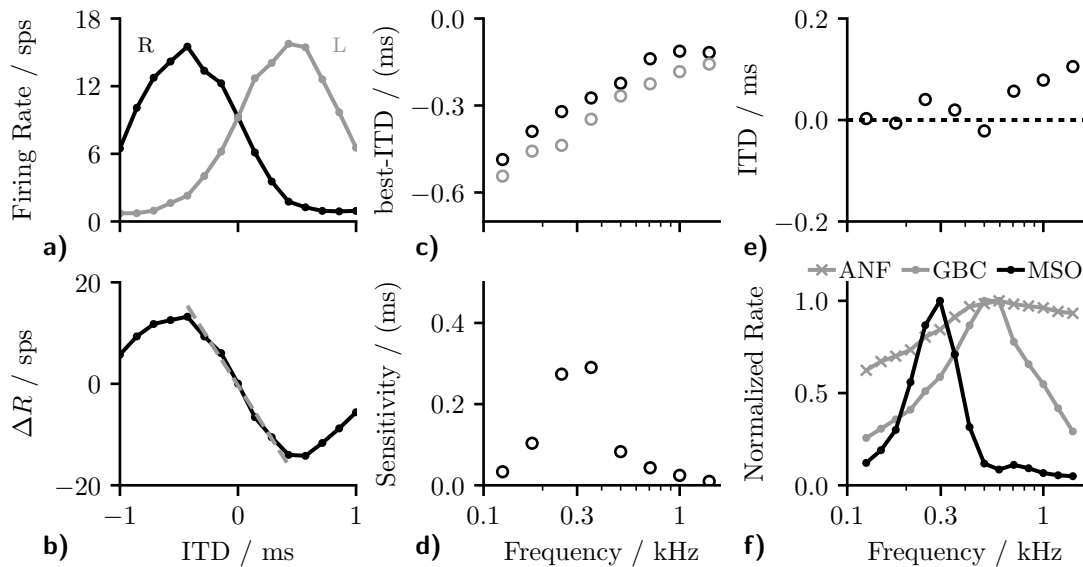 Firing Rate / sps
18
12
6
0
R
L
a)
best-ITD / (ms)
0.0
−0.3
−0.6
c)
ITD / ms
0.2
0.0
−0.2
e)
ΔR / sps
20
0
−20
−1
0
1
ITD / ms
b)
Sensitivity / (ms)
0.4
0.2
0.0
0.1
0.3
1
Frequency / kHz
d)
ANF GBC MSO
Normalized Rate
1.0
0.5
0.0
0.1
0.3
1
Frequency / kHz
f)